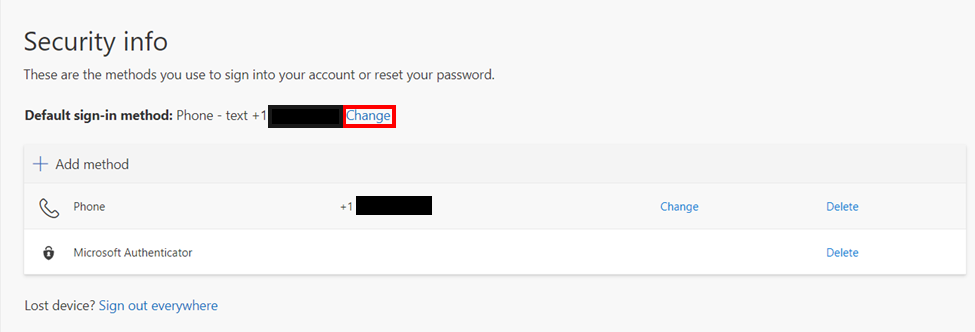 Security info
These are the methods you use to sign into your account or reset your password.
Default sign-in method: Phone - text +1 Change
Add method
Phone +1 Change Delete
Microsoft Authenticator Delete
Lost device? Sign out everywhere